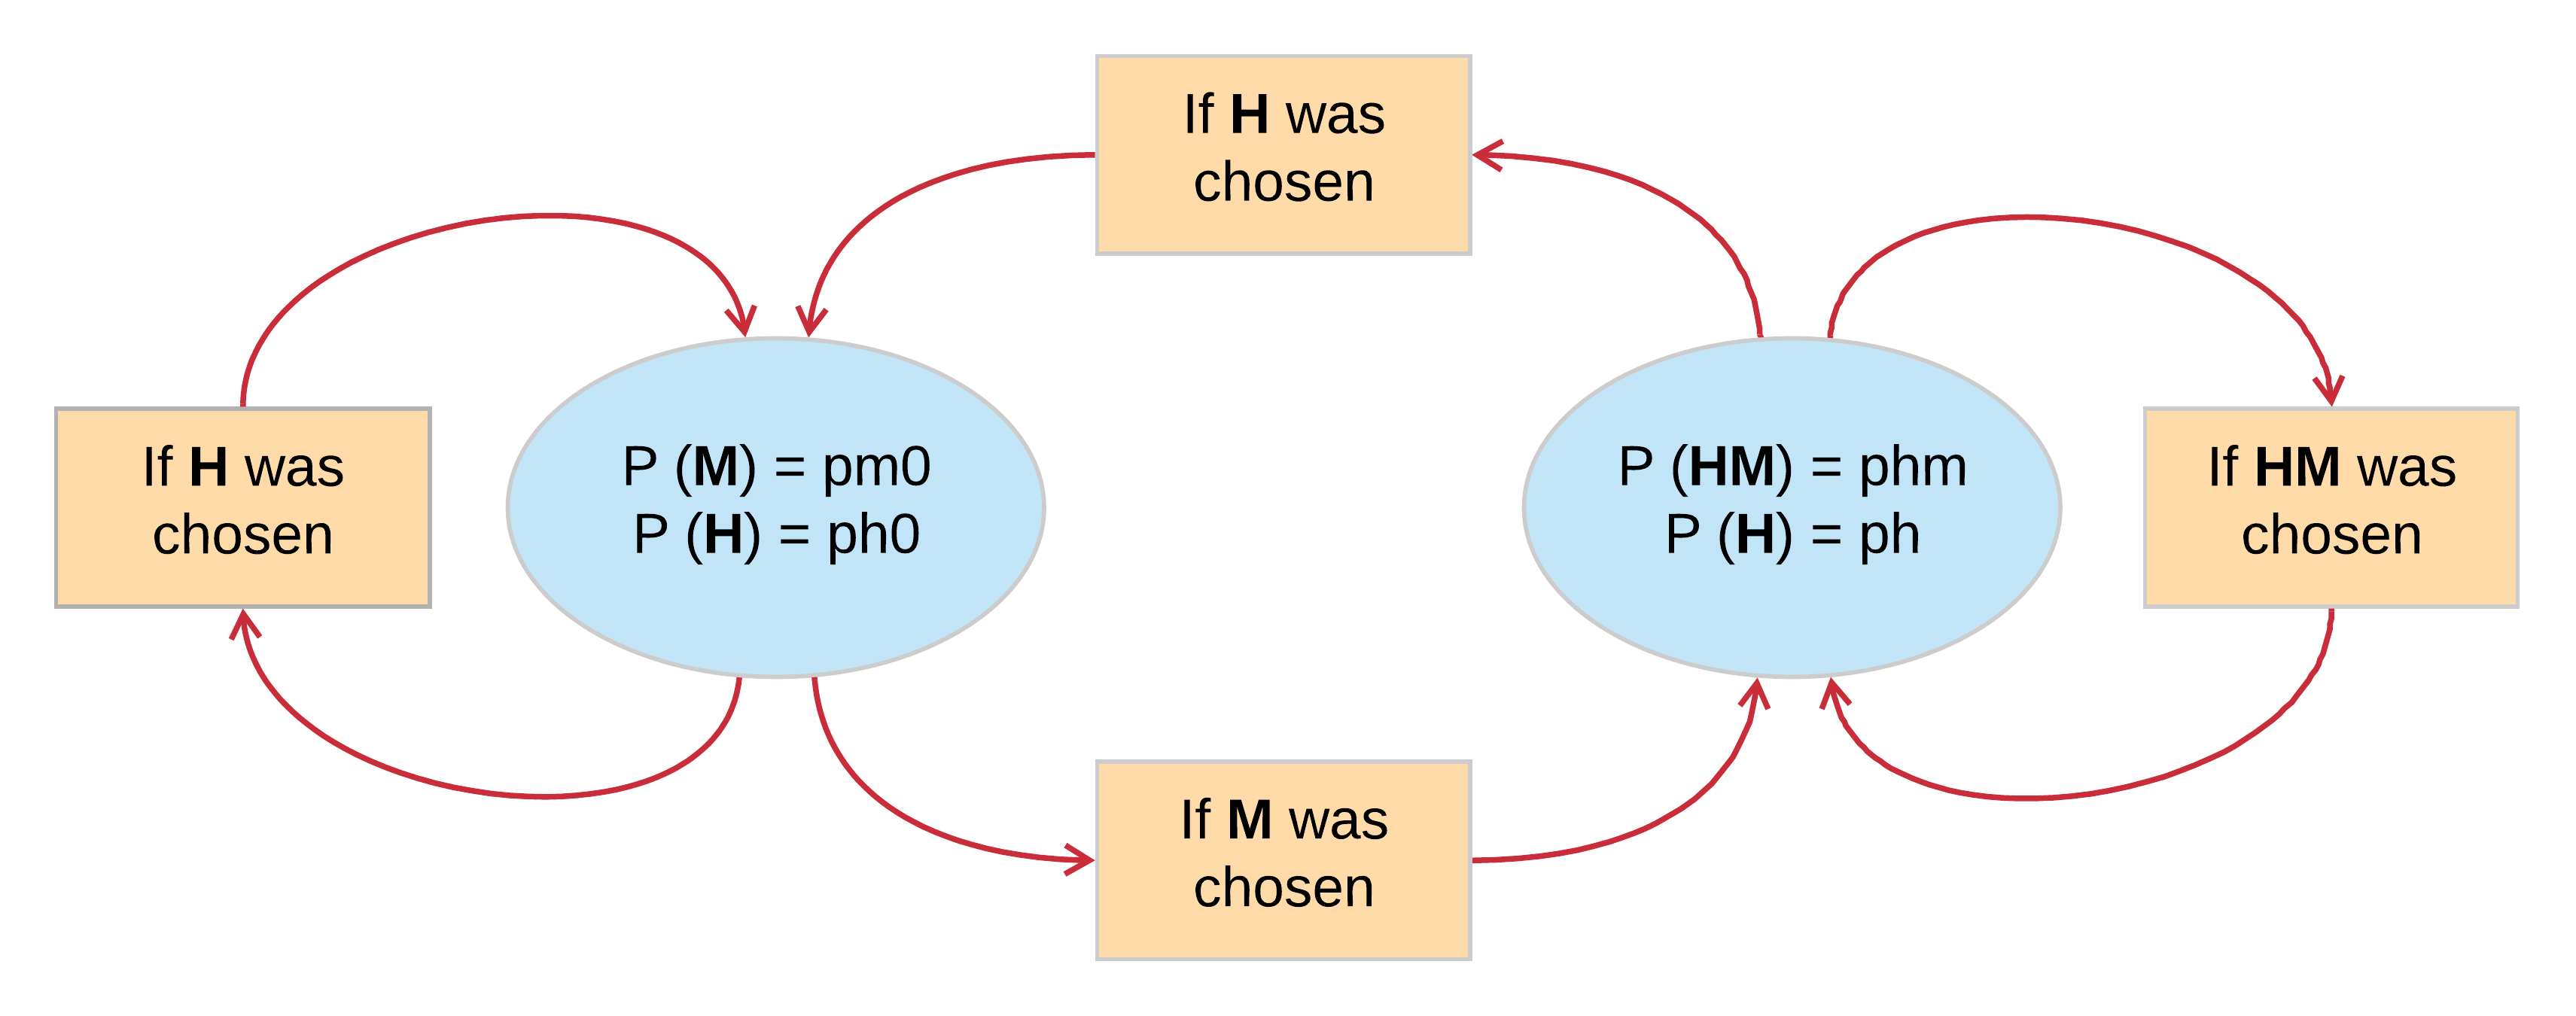 If H was
chosen
If H was
chosen
P (M) = pm0
P (H) = ph0
P (HM) = phm
P (H) = ph
If HM was
chosen
If M was
chosen